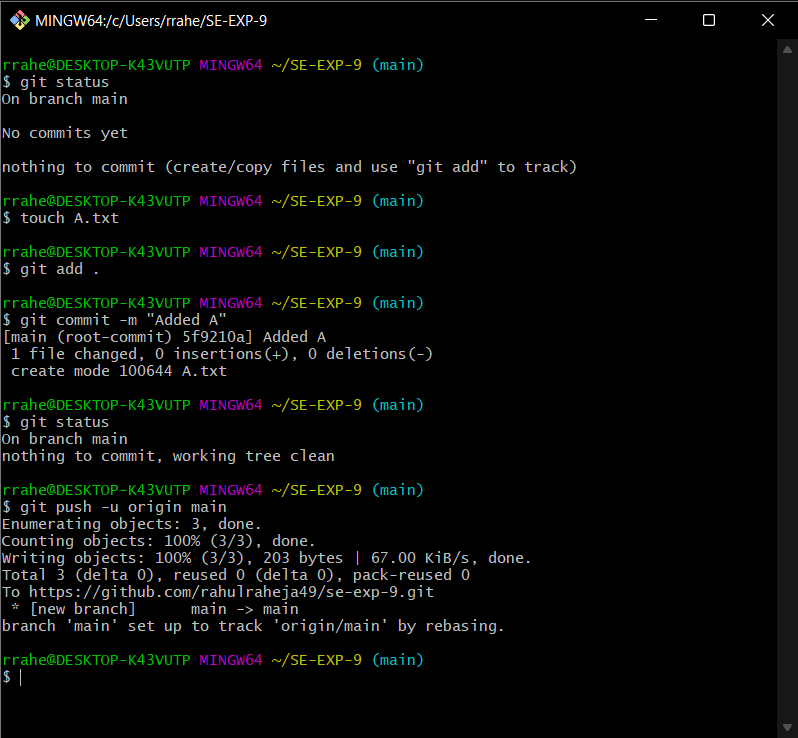 MINGW64:/c/Users/rrahe/SE-EXP-9
rrahe@DESKTOP-K43VUTP MINGW64 ~/SE-EXP-9 (main)
$ git status
On branch main
No commits yet
nothing to commit (create/copy files and use "git add" to track)
rrahe@DESKTOP-K43VUTP MINGW64 ~/SE-EXP-9 (main)
$ touch A.txt
rrahe@DESKTOP-K43VUTP MINGW64 ~/SE-EXP-9 (main)
$ git add .
rrahe@DESKTOP-K43VUTP MINGW64 ~/SE-EXP-9 (main)
$ git commit -m "Added A"
[main (root-commit) 5f9210a] Added A
 1 file changed, 0 insertions(+), 0 deletions(-)
 create mode 100644 A.txt
rrahe@DESKTOP-K43VUTP MINGW64 ~/SE-EXP-9 (main)
$ git status
On branch main
nothing to commit, working tree clean
rrahe@DESKTOP-K43VUTP MINGW64 ~/SE-EXP-9 (main)
$ git push -u origin main
Enumerating objects: 3, done.
Counting objects: 100% (3/3), done.
Writing objects: 100% (3/3), 203 bytes | 67.00 KiB/s, done.
Total 3 (delta 0), reused 0 (delta 0), pack-reused 0
To https://github.com/rahulraheja49/se-exp-9.git
 * [new branch]      main -> main
branch 'main' set up to track 'origin/main' by rebasing.
rrahe@DESKTOP-K43VUTP MINGW64 ~/SE-EXP-9 (main)
$